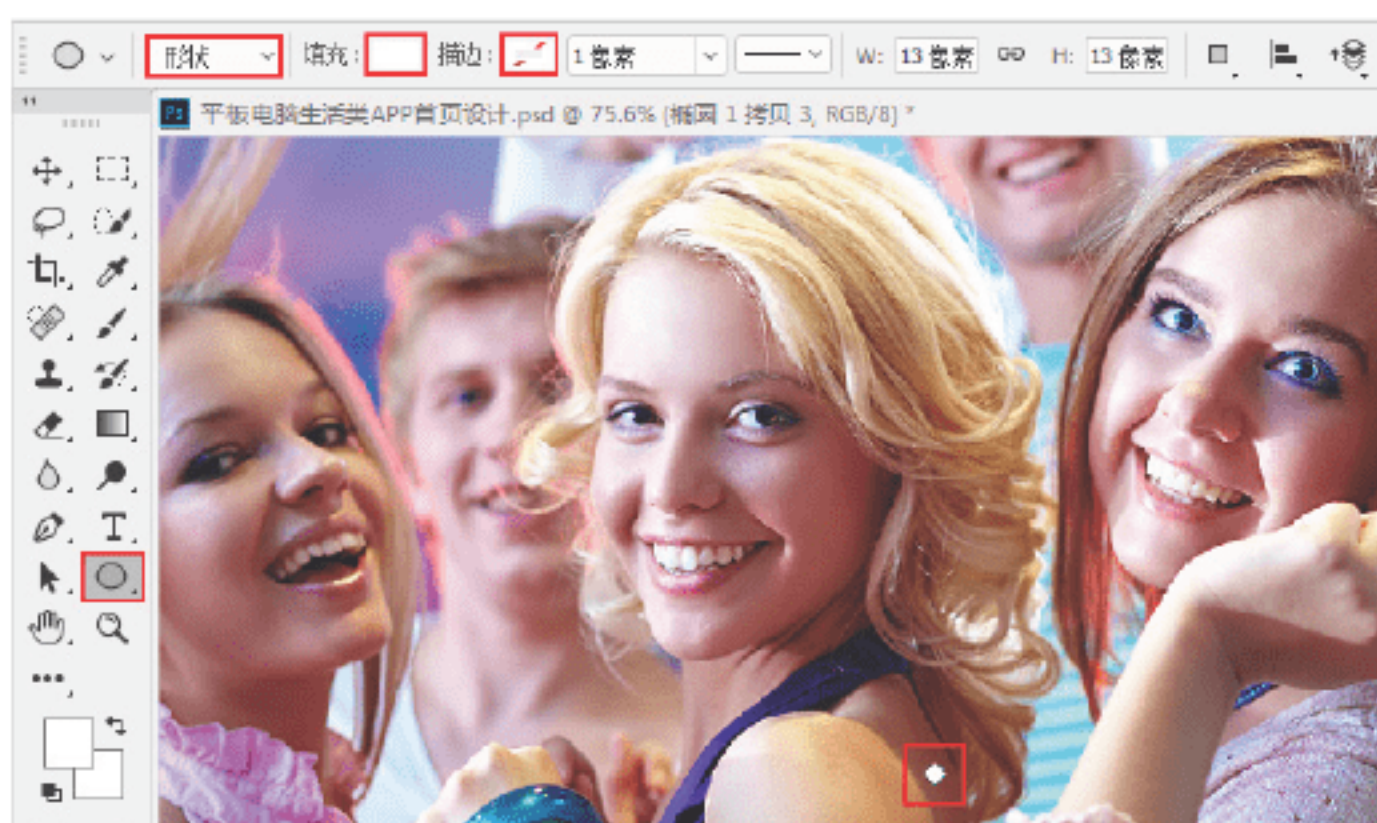 形状 填充： 描边： 1 像素 W: 13 像素 H: 13 像素
Ps 平板电脑生活类APP首页设计.psd @ 75.6% (椭圆 1 拷贝 3, RGB/8) *
T